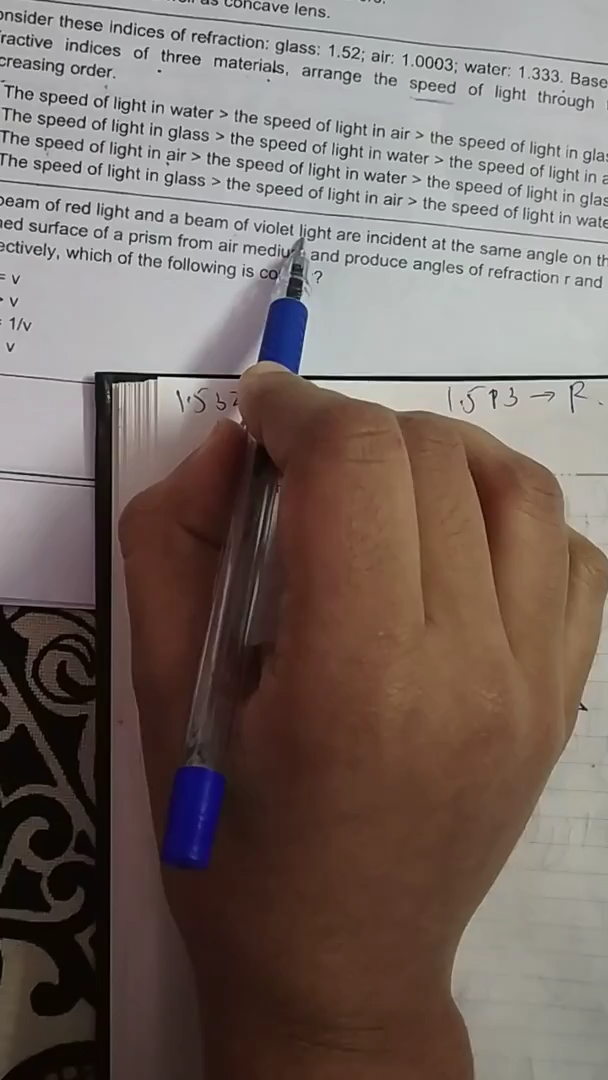 as concave lens.
onsider these indices of refraction: glass: 1.52; air: 1.0003; water: 1.333. Base
ractive indices of three materials, arrange the speed of light through
creasing order.
The speed of light in water > the speed of light in air > the speed of light in glas
The speed of light in glass > the speed of light in water > the speed of light in a
The speed of light in air > the speed of light in water > the speed of light in glas
The speed of light in glass > the speed of light in air > the speed of light in wate
beam of red light and a beam of violet light are incident at the same angle on th
ned surface of a prism from air mediu and produce angles of refraction r and
ectively, which of the following is co ?
= v
v
1/v
v
1.53
→ R.